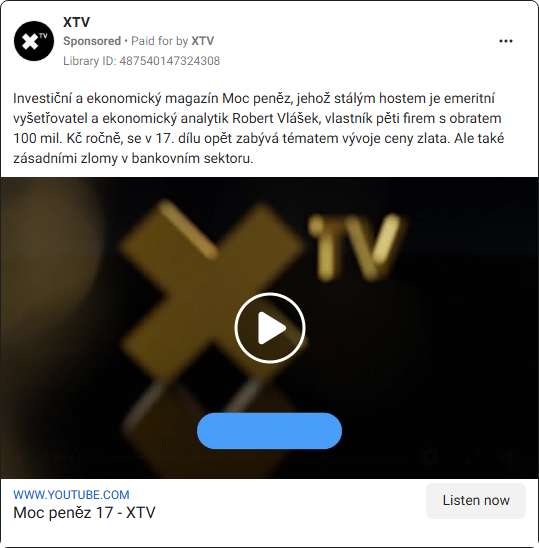 XTV
Sponsored • Paid for by XTV
Library ID: 487540147324308
Investiční a ekonomický magazín Moc peněz, jehož stálým hostem je emeritní
vyšetřovatel a ekonomický analytik Robert Vlášek, vlastník pěti firem s obratem
100 mil. Kč ročně, se v 17. dílu opět zabývá tématem vývoje ceny zlata. Ale také
zásadními zlomy v bankovním sektoru.
X TV
WWW.YOUTUBE.COM
Moc peněz 17 - XTV
Listen now